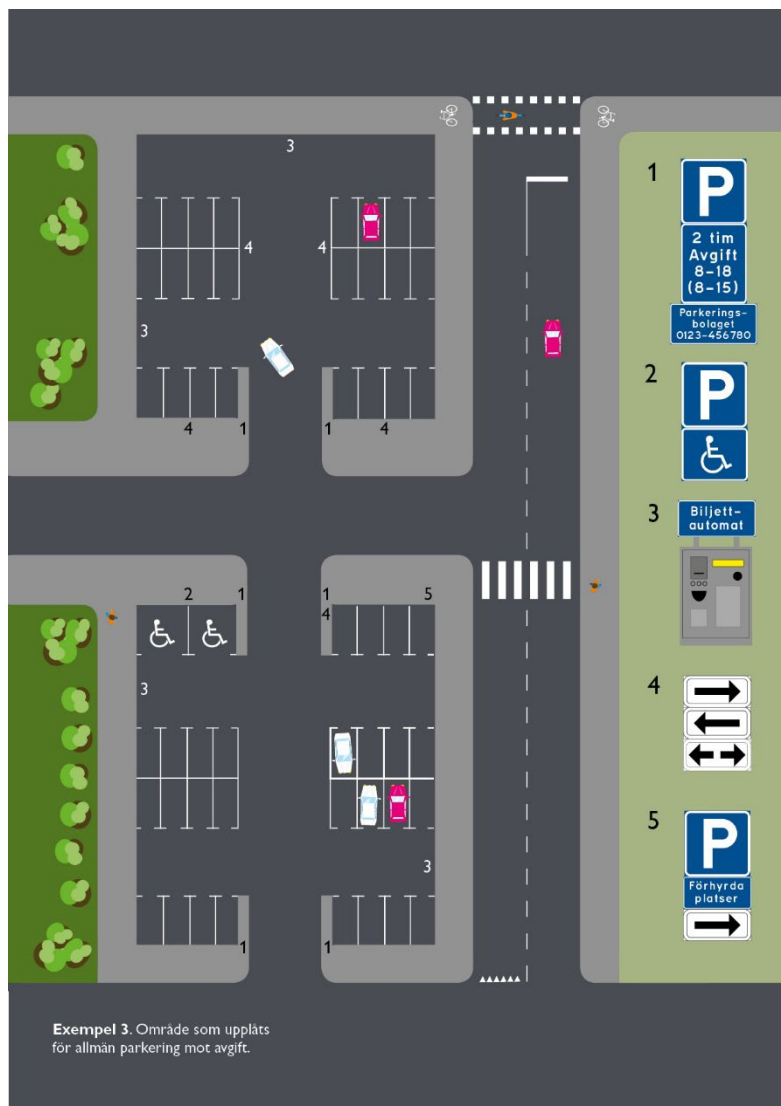 3
4
4
3
4
1
1
4
2
1
1
4
5
3
3
1
1
1
P
2 tim
Avgift
8-18
(8-15)
Parkerings-
bolaget
0123-456780
2
P
3
Biljett-
automat
4
5
P
Förhyrda
platser
Exempel 3. Område som upplåts
för allmän parkering mot avgift.